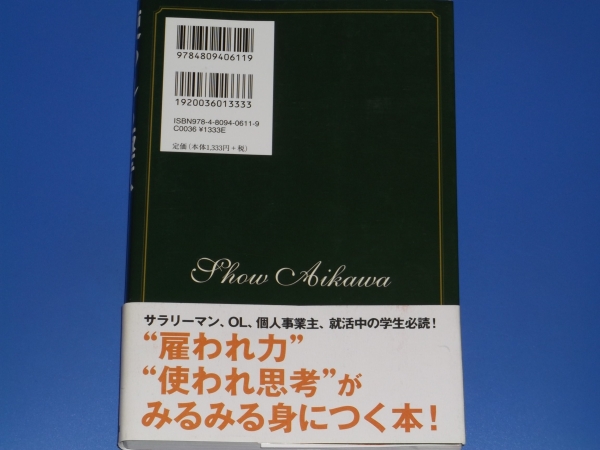 9784809406119
1920036013333
ISBN978-4-8094-0611-9
C0036 ¥1333E
定価(本体1,333円+税)
Show Aikawa
サラリーマン、OL、個人事業主、就活中の学生必読!
“雇われ力”
“使われ思考”が
みるみる身につく本!